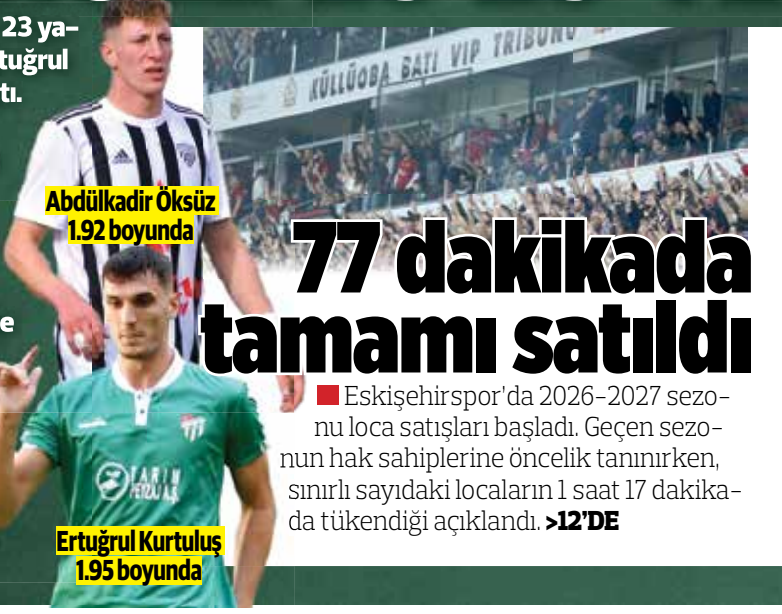 23 ya-
tuğrul
tı.
KÜLLÜOBA BATI VIP TRIBÜNÜ
Abdülkadir Öksüz
1.92 boyunda
77 dakikada
tamamı satıldı
e
Eskişehirspor’da 2026-2027 sezo-
nu loca satışları başladı. Geçen sezo-
nun hak sahiplerine öncelik tanınırken,
sınırlı sayıdaki locaların 1 saat 17 dakika-
da tükendiği açıklandı. >12’DE
TARIM
Ertuğrul Kurtuluş
1.95 boyunda